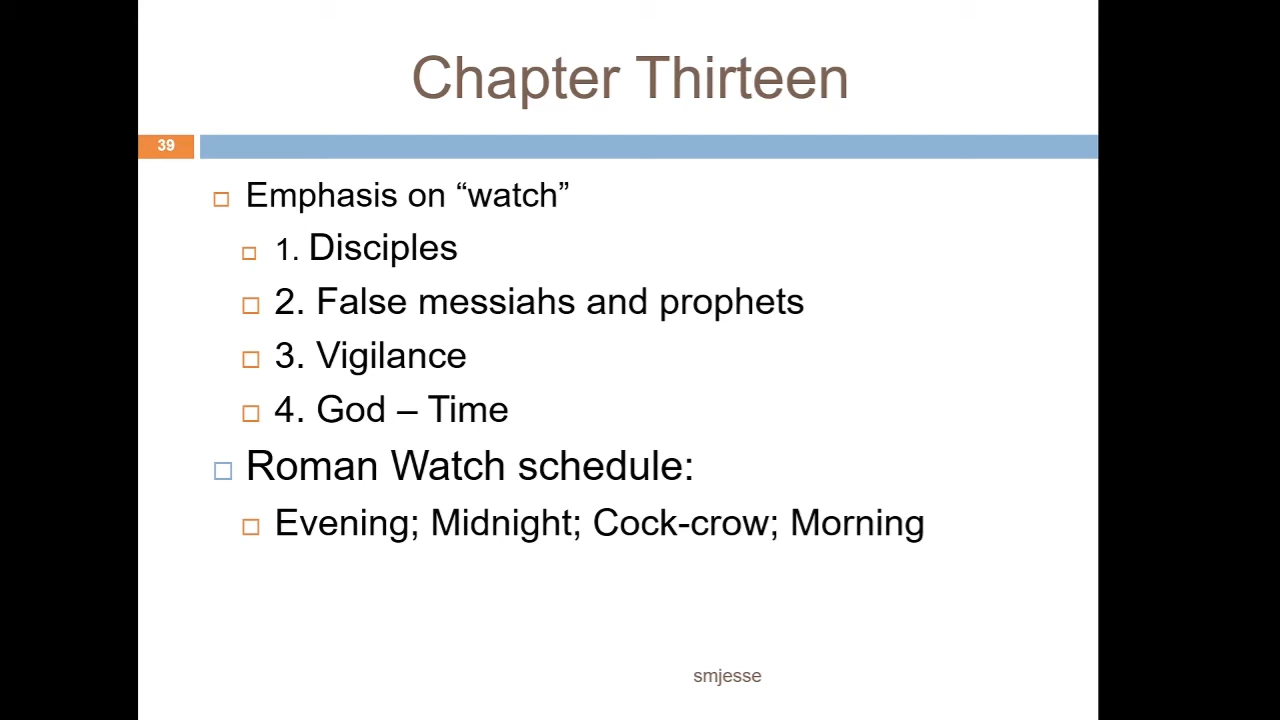 Chapter Thirteen
39
Emphasis on “watch”
1. Disciples
2. False messiahs and prophets
3. Vigilance
4. God – Time
Roman Watch schedule:
Evening; Midnight; Cock-crow; Morning
smjesse